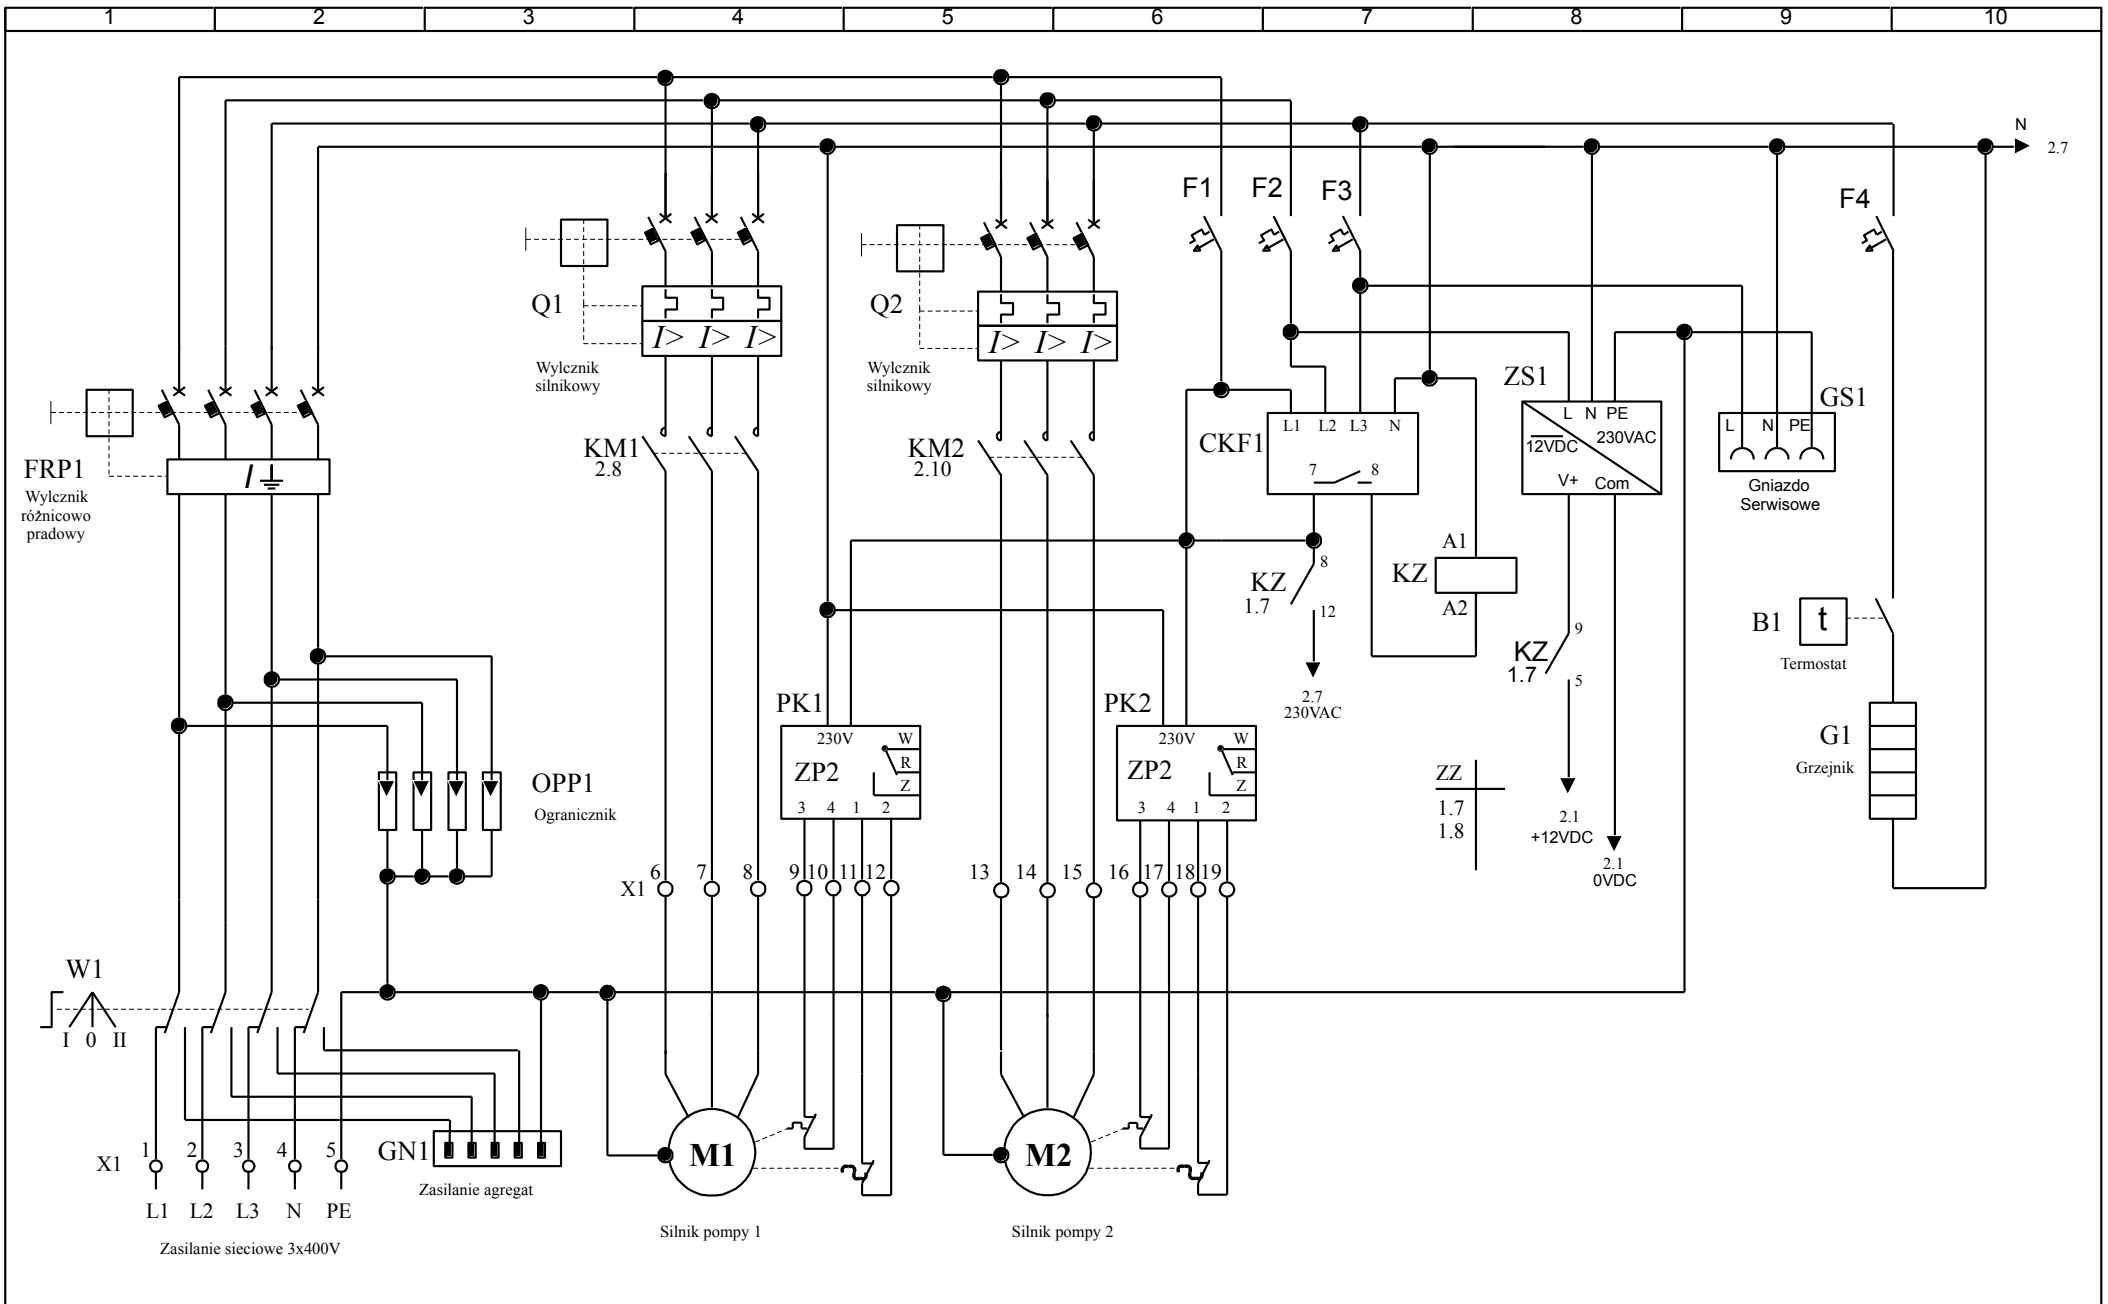 1 2 3 4 5 6 7 8 9 10
N
2.7
F1 F2 F3
F4
Q1
Wylcznik
silnikowy
I> I> I>
Q2
Wylcznik
silnikowy
I> I> I>
FRP1
Wylcznik
różnicowo
pradowy
I
KM1
2.8
KM2
2.10
CKF1
L1 L2 L3 N
7 8
ZS1
L N PE
12VDC 230VAC
V+ Com
GS1
L N PE
Gniazdo
Serwisowe
KZ
1.7
8
12
2.7
230VAC
A1
KZ
A2
KZ
1.7
9
5
2.1
+12VDC
2.1
0VDC
B1
t
Termostat
G1
Grzejnik
ZZ
1.7
1.8
OPP1
Ogranicznik
PK1
230V W
R
Z
ZP2
3 4 1 2
PK2
230V W
R
Z
ZP2
3 4 1 2
X1 6 7 8 9 10 11 12 13 14 15 16 17 18 19
W1
I 0 II
X1 1 2 3 4 5
L1 L2 L3 N PE
Zasilanie sieciowe 3x400V
GN1
Zasilanie agregat
M1
Silnik pompy 1
M2
Silnik pompy 2